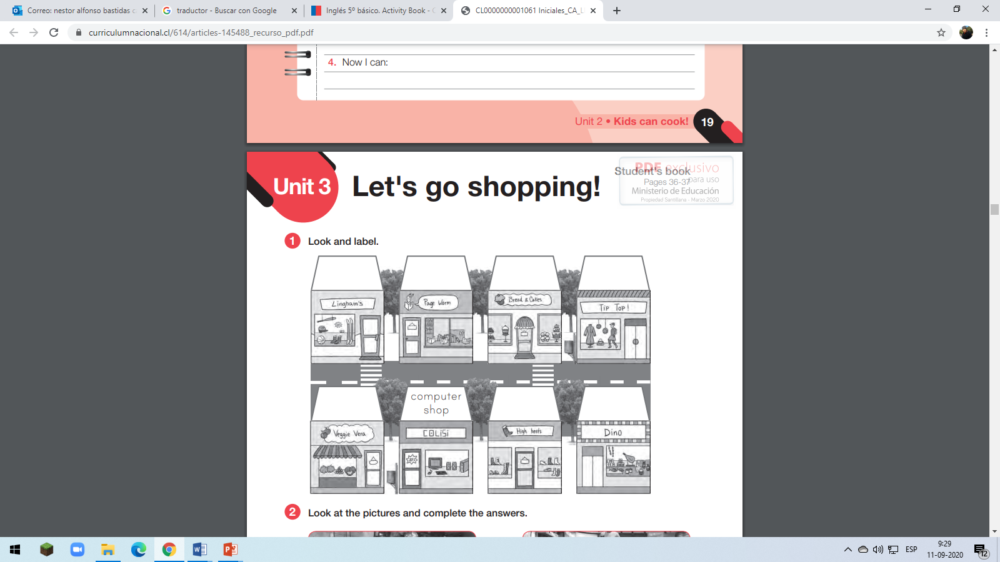 Correo: nestor alfonso bastidas c
traductor - Buscar con Google
Inglés 5º básico. Activity Book - C
CL0000000001061 Iniciales_CA_L
curriculumnacional.cl/614/articles-145488_recurso_pdf.pdf
4. Now I can:
Unit 2 • Kids can cook! 19
Unit 3
Let's go shopping!
PDF exclusivo
Student's book
para uso
Pages 36-37
Ministerio de Educación
Propiedad Santillana - Marzo 2020
1 Look and label.
Lingham's
Page Worm
Bread & Cakes
Tip Top!
computer
shop
Veggie Vera
COLiSi
High heels
Dino
2 Look at the pictures and complete the answers.
ESP
9:29
11-09-2020
12